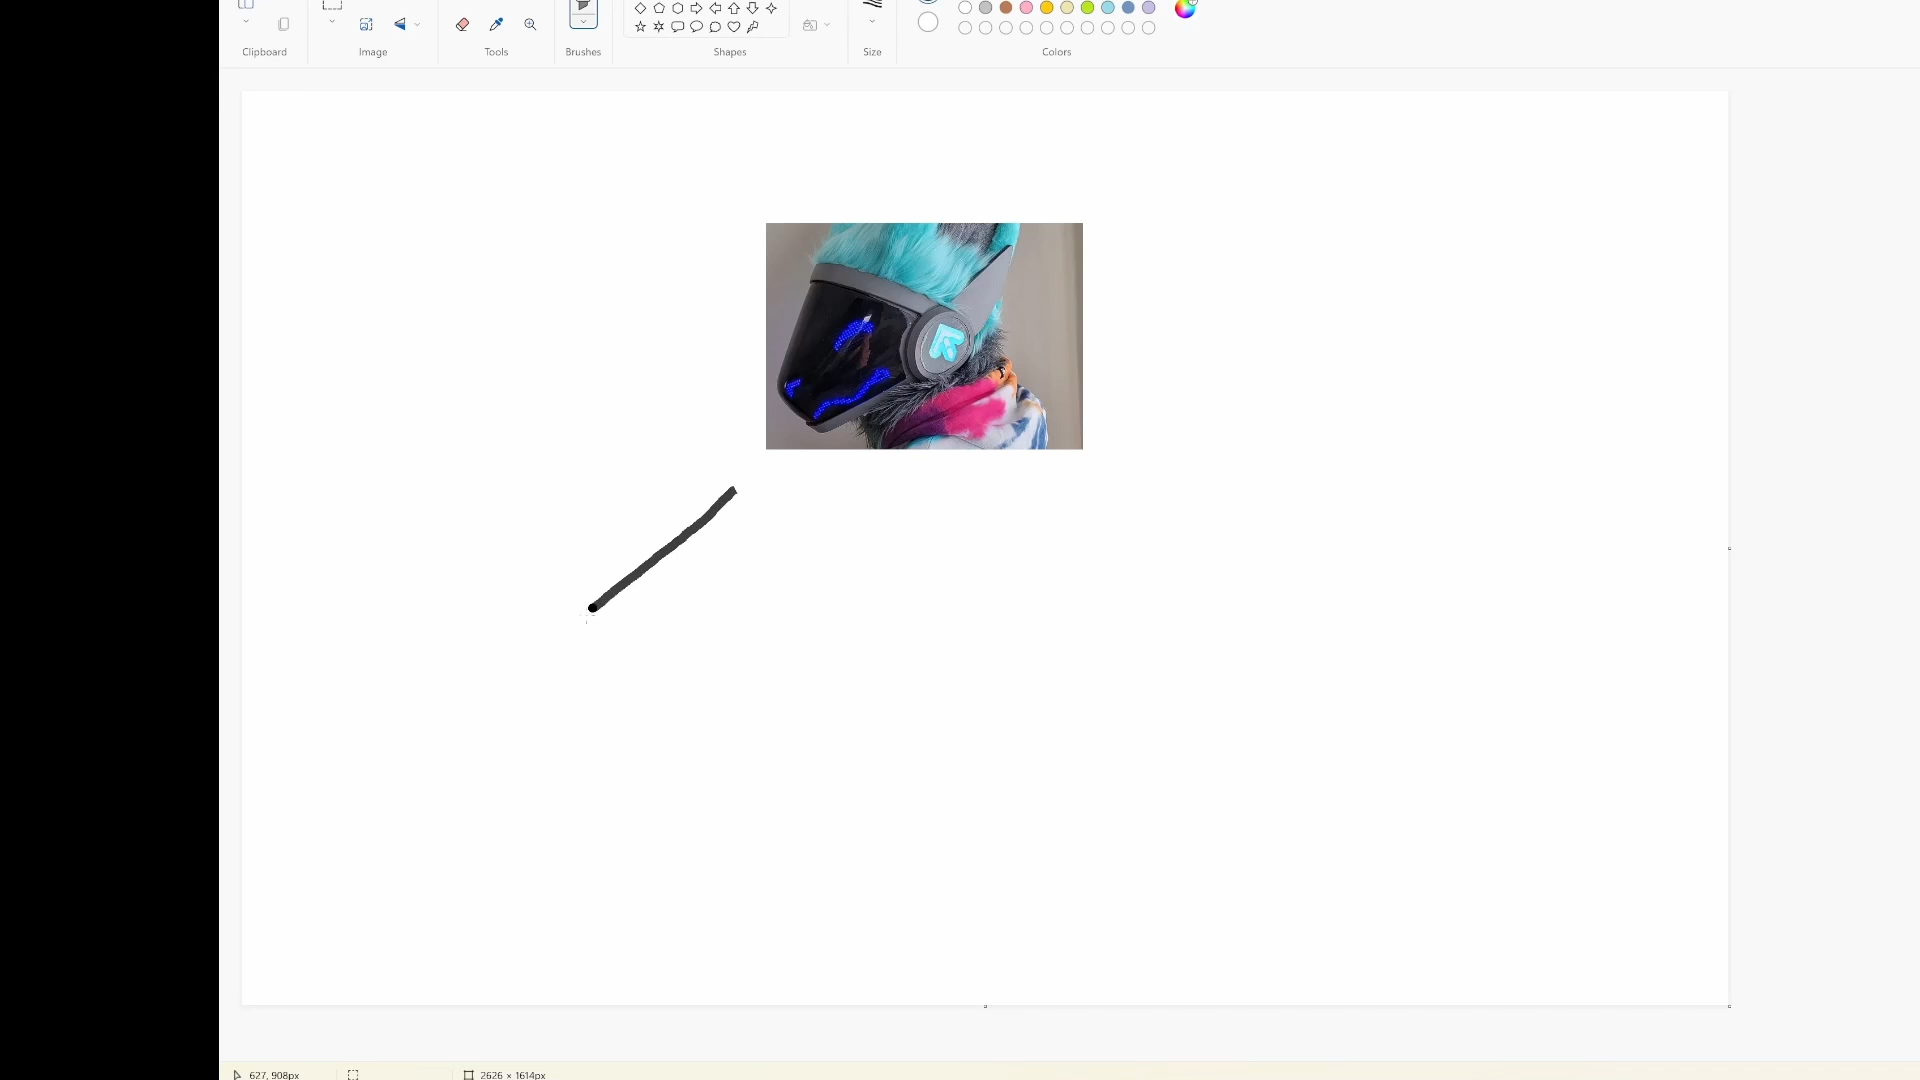 Clipboard
Image
Tools
Brushes
Shapes
Size
Colors
627, 908px
2626 × 1614px